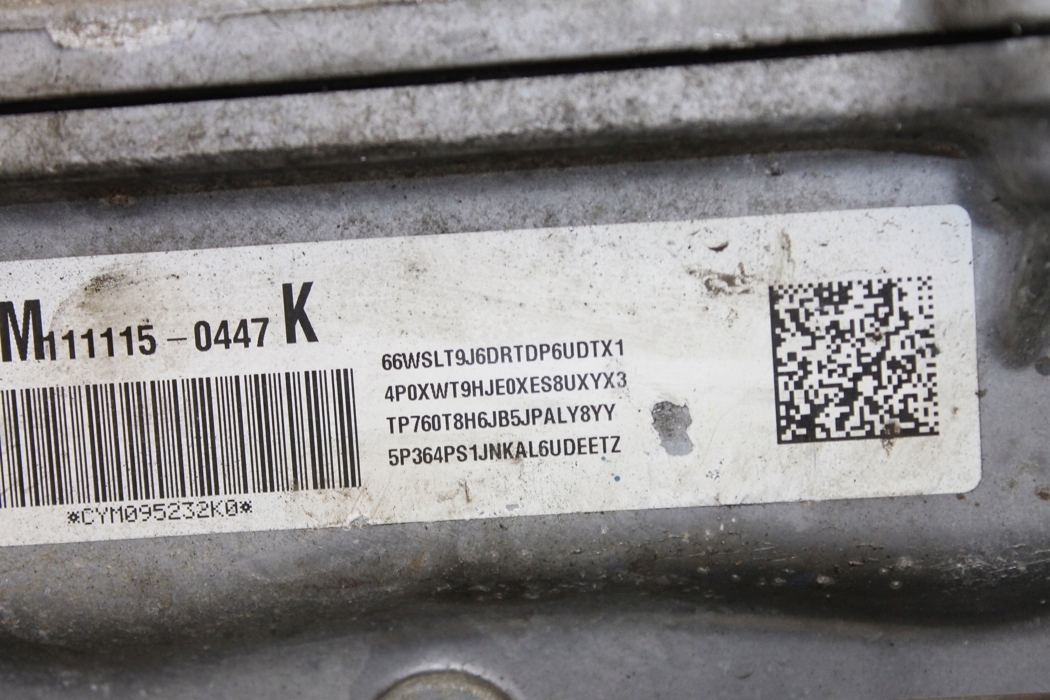 M111115-0447 K
66WSLT9J6DRTDP6UDTX1
4P0XWT9HJE0XES8UXYX3
TP760T8H6JB5JPALY8YY
5P364PS1JNKAL6UDEETZ
*CYM095232K0*